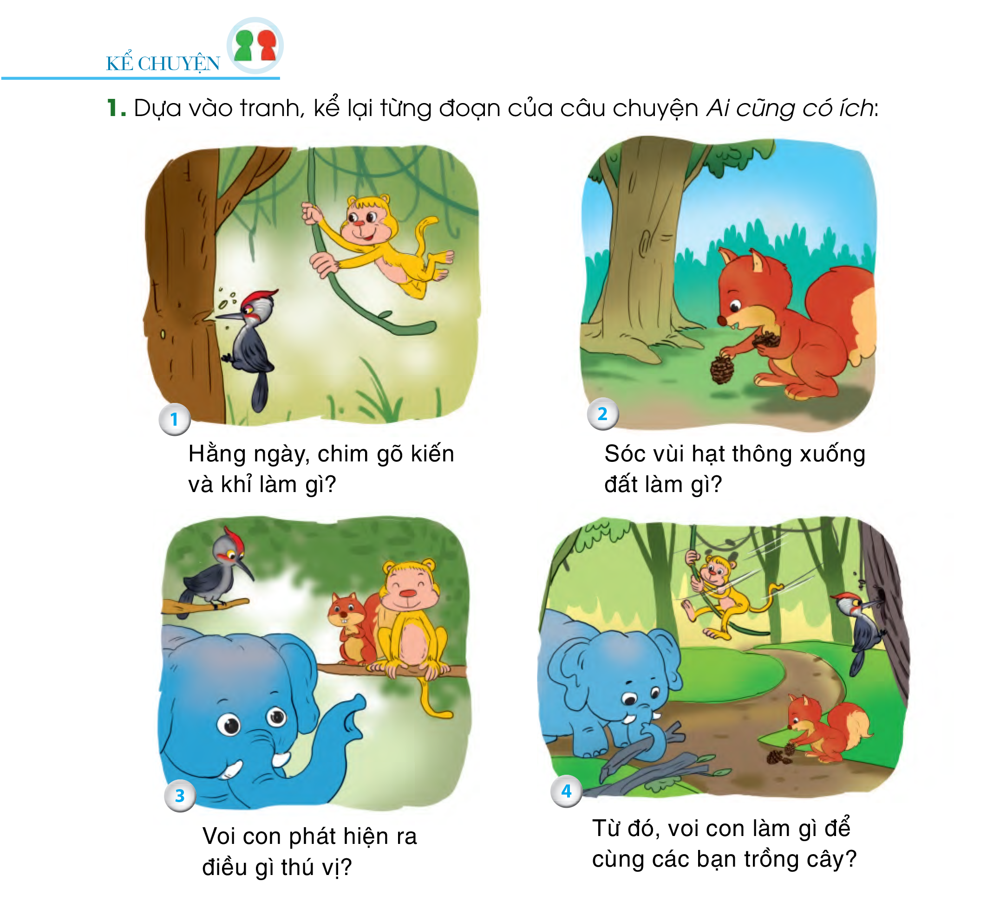 KỂ CHUYỆN
1. Dựa vào tranh, kể lại từng đoạn của câu chuyện Ai cũng có ích:
1
2
Hằng ngày, chim gõ kiến
và khỉ làm gì?
Sóc vùi hạt thông xuống
đất làm gì?
3
4
Voi con phát hiện ra
điều gì thú vị?
Từ đó, voi con làm gì để
cùng các bạn trồng cây?